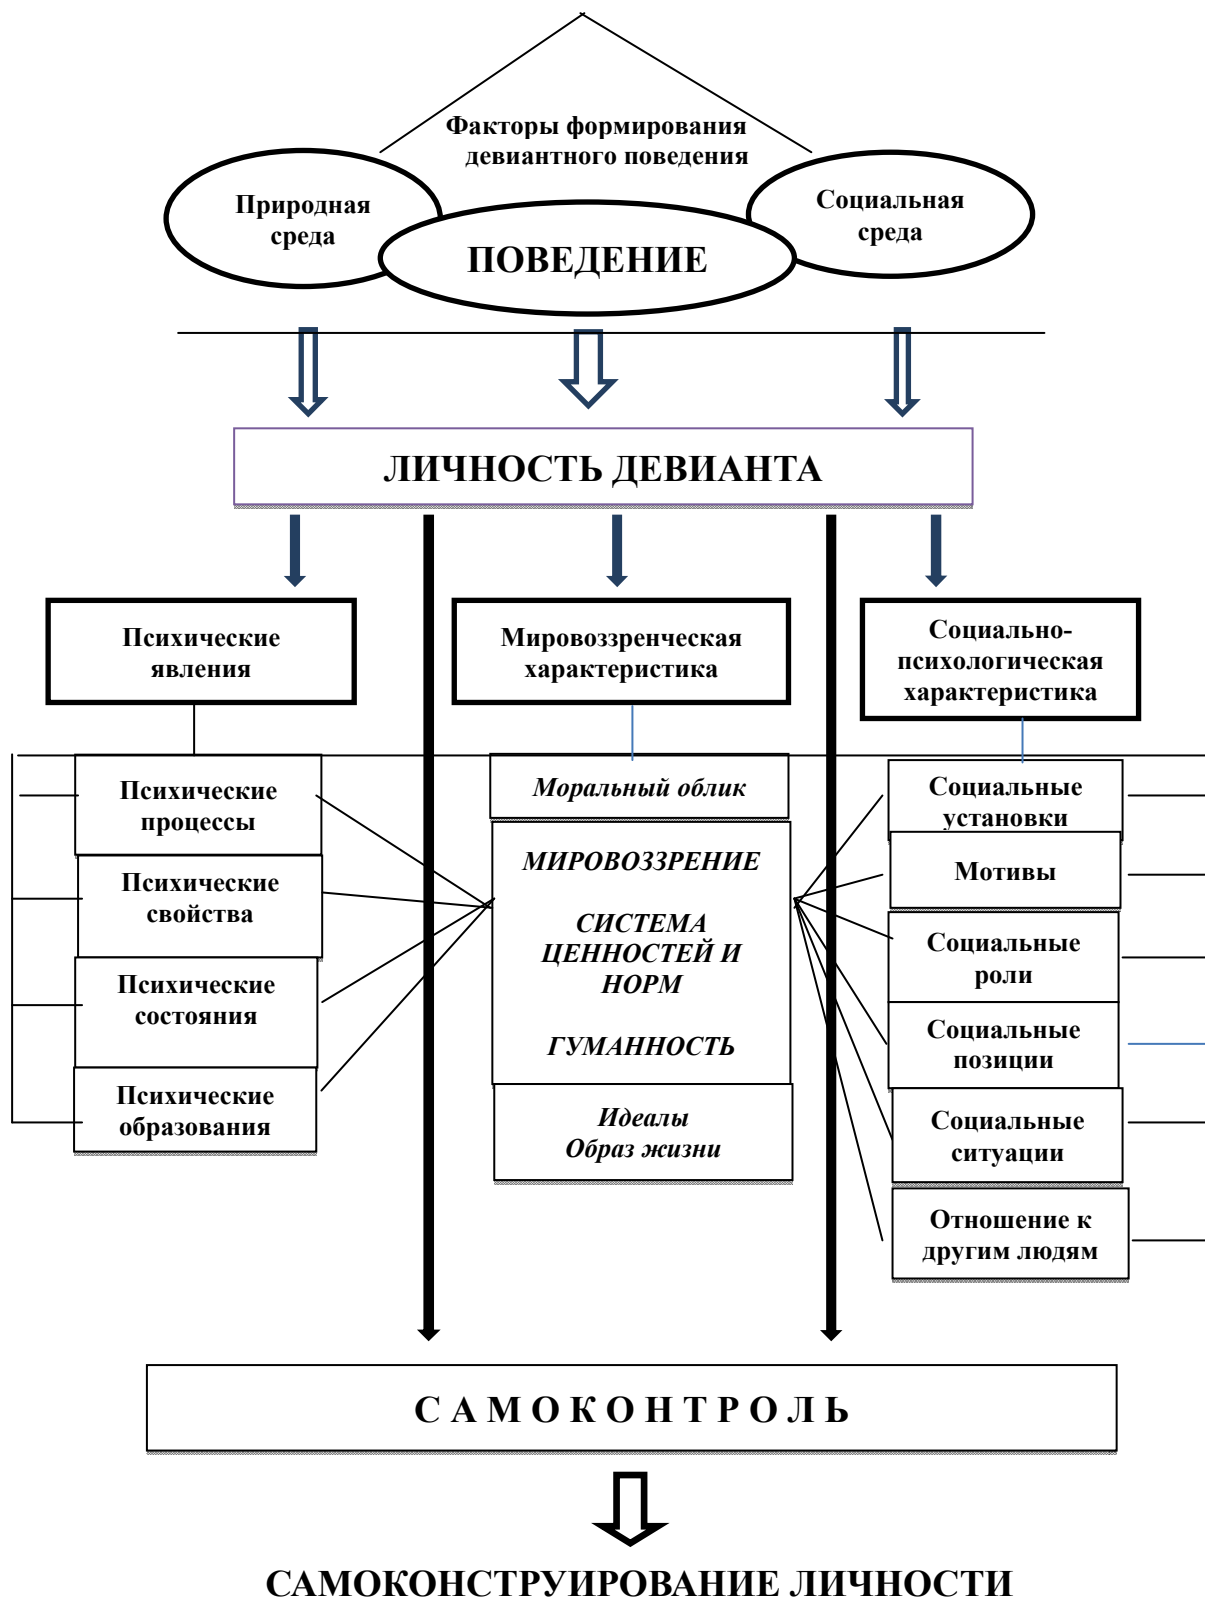 Факторы формирования
девиантного поведения
Природная
среда
Социальная
среда
ПОВЕДЕНИЕ
ЛИЧНОСТЬ ДЕВИАНТА
Психические
явления
Мировоззренческая
характеристика
Социально-
психологическая
характеристика
Психические
процессы
Психические
свойства
Психические
состояния
Психические
образования
Моральный облик
МИРОВОЗЗРЕНИЕ
СИСТЕМА
ЦЕННОСТЕЙ И
НОРМ
ГУМАННОСТЬ
Идеалы
Образ жизни
Социальные
установки
Мотивы
Социальные
роли
Социальные
позиции
Социальные
ситуации
Отношение к
другим людям
С А М О К О Н Т Р О Л Ь
САМОКОНСТРУИРОВАНИЕ ЛИЧНОСТИ